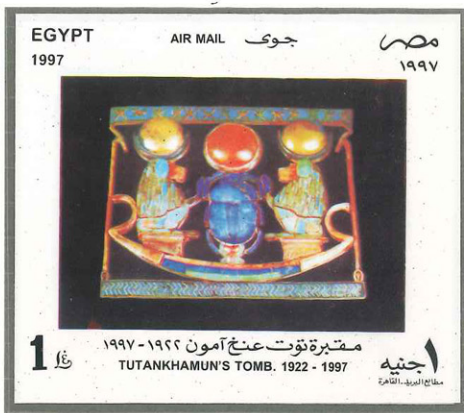 EGYPT AIR MAIL جوى مصر
1997 ١٩٩٧
مقبرة توت عنخ آمون ١٩٢٢ - ١٩٩٧
TUTANKHAMUN'S TOMB. 1922 - 1997
1 ١ جنيه
مطابع البريد - القاهرة